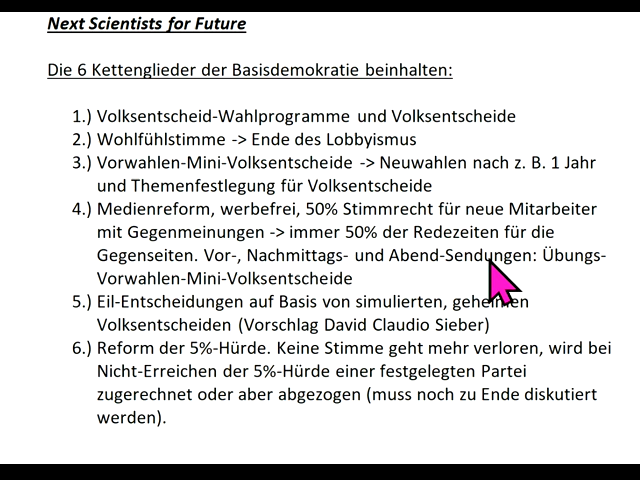 Next Scientists for Future
Die 6 Kettenglieder der Basisdemokratie beinhalten:
1.) Volksentscheid-Wahlprogramme und Volksentscheide
2.) Wohlfühlstimme -> Ende des Lobbyismus
3.) Vorwahlen-Mini-Volksentscheide -> Neuwahlen nach z. B. 1 Jahr
und Themenfestlegung für Volksentscheide
4.) Medienreform, werbefrei, 50% Stimmrecht für neue Mitarbeiter
mit Gegenmeinungen -> immer 50% der Redezeiten für die
Gegenseiten. Vor-, Nachmittags- und Abend-Sendungen: Übungs-
Vorwahlen-Mini-Volksentscheide
5.) Eil-Entscheidungen auf Basis von simulierten, geheimen
Volksentscheiden (Vorschlag David Claudio Sieber)
6.) Reform der 5%-Hürde. Keine Stimme geht mehr verloren, wird bei
Nicht-Erreichen der 5%-Hürde einer festgelegten Partei
zugerechnet oder aber abgezogen (muss noch zu Ende diskutiert
werden).